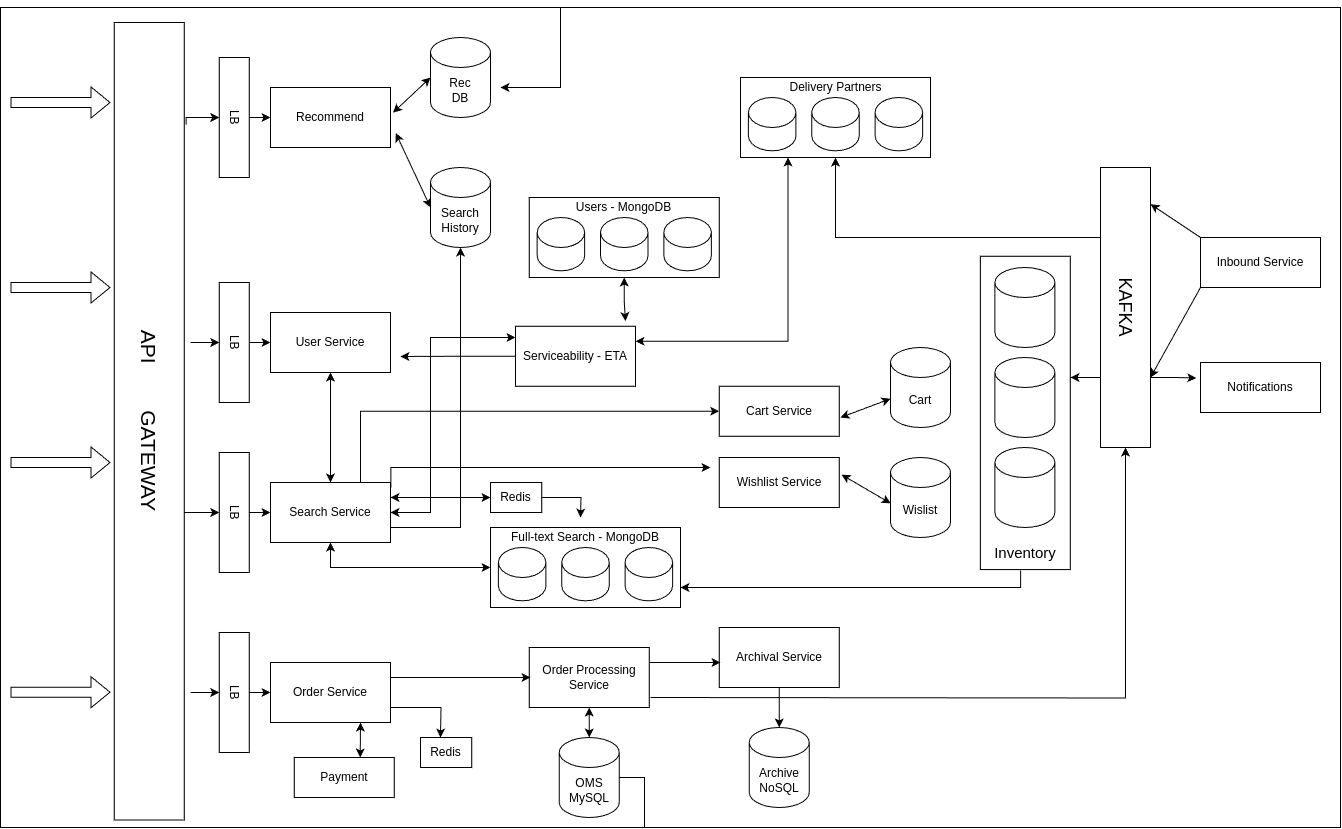 API GATEWAY
LB
Recommend
Rec
DB
Search
History
Delivery Partners
Users - MongoDB
KAFKA
Inbound Service
Notifications
LB
User Service
Serviceability - ETA
Cart Service
Cart
Wishlist Service
Wislist
Inventory
LB
Search Service
Redis
Full-text Search - MongoDB
LB
Order Service
Payment
Redis
Order Processing
Service
OMS
MySQL
Archival Service
Archive
NoSQL